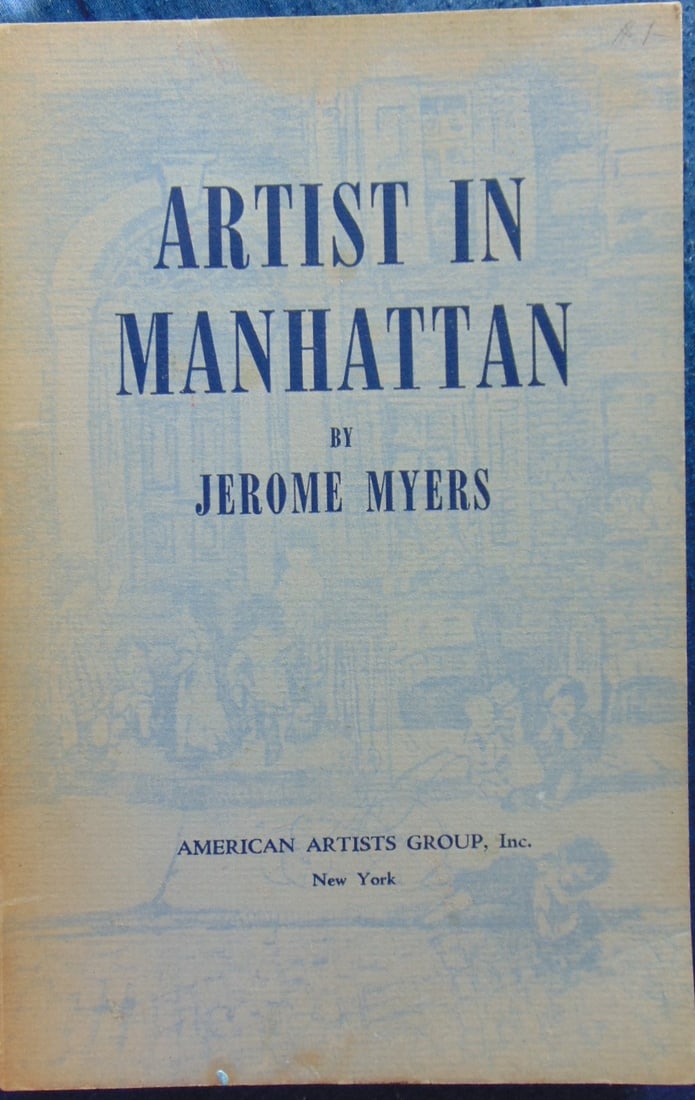 ARTIST IN
MANHATTAN
BY
JEROME MYERS
AMERICAN ARTISTS GROUP, Inc.
New York